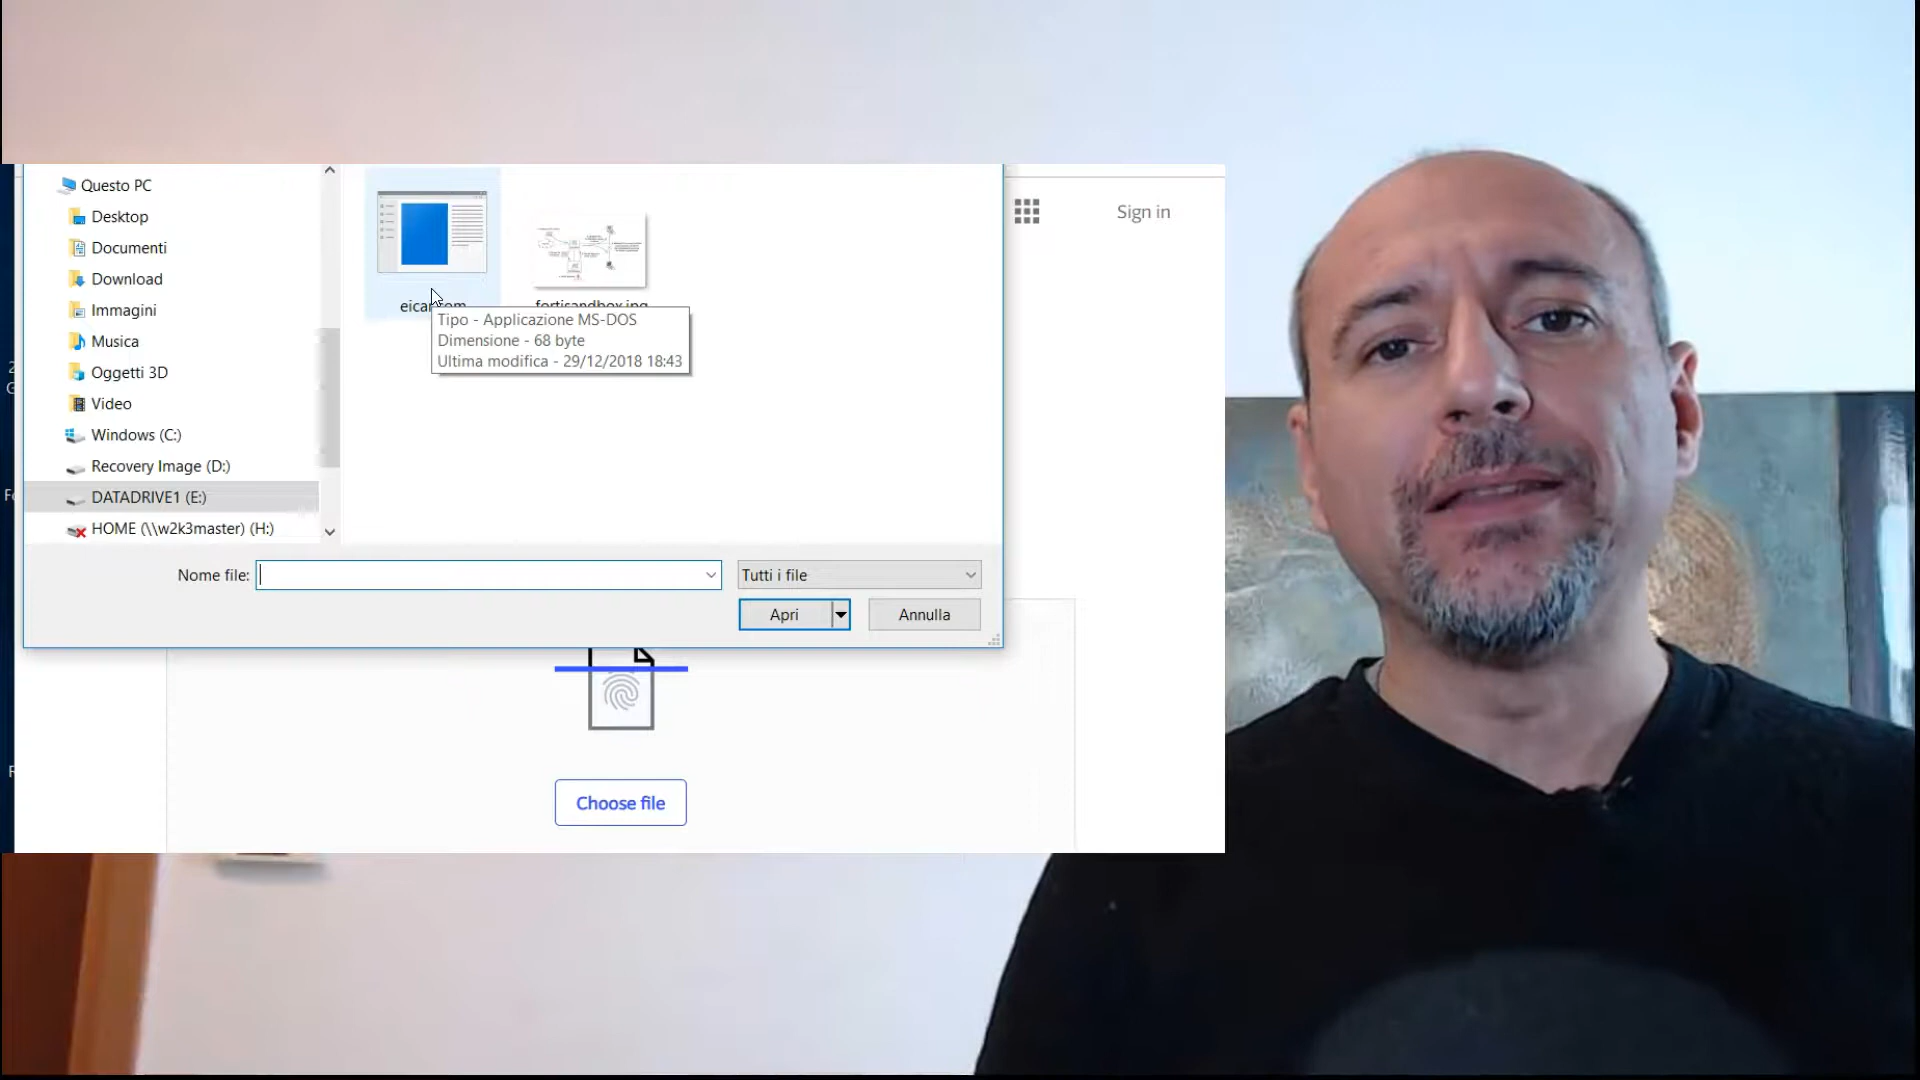 Questo PC
Desktop
Documenti
Download
Immagini
Musica
Oggetti 3D
Video
Windows (C:)
Recovery Image (D:)
DATADRIVE1 (E:)
HOME (\\w2k3master) (H:)
Tipo - Applicazione MS-DOS
Dimensione - 68 byte
Ultima modifica - 29/12/2018 18:43
Nome file:
Tutti i file
Apri
Annulla
Sign in
Choose file